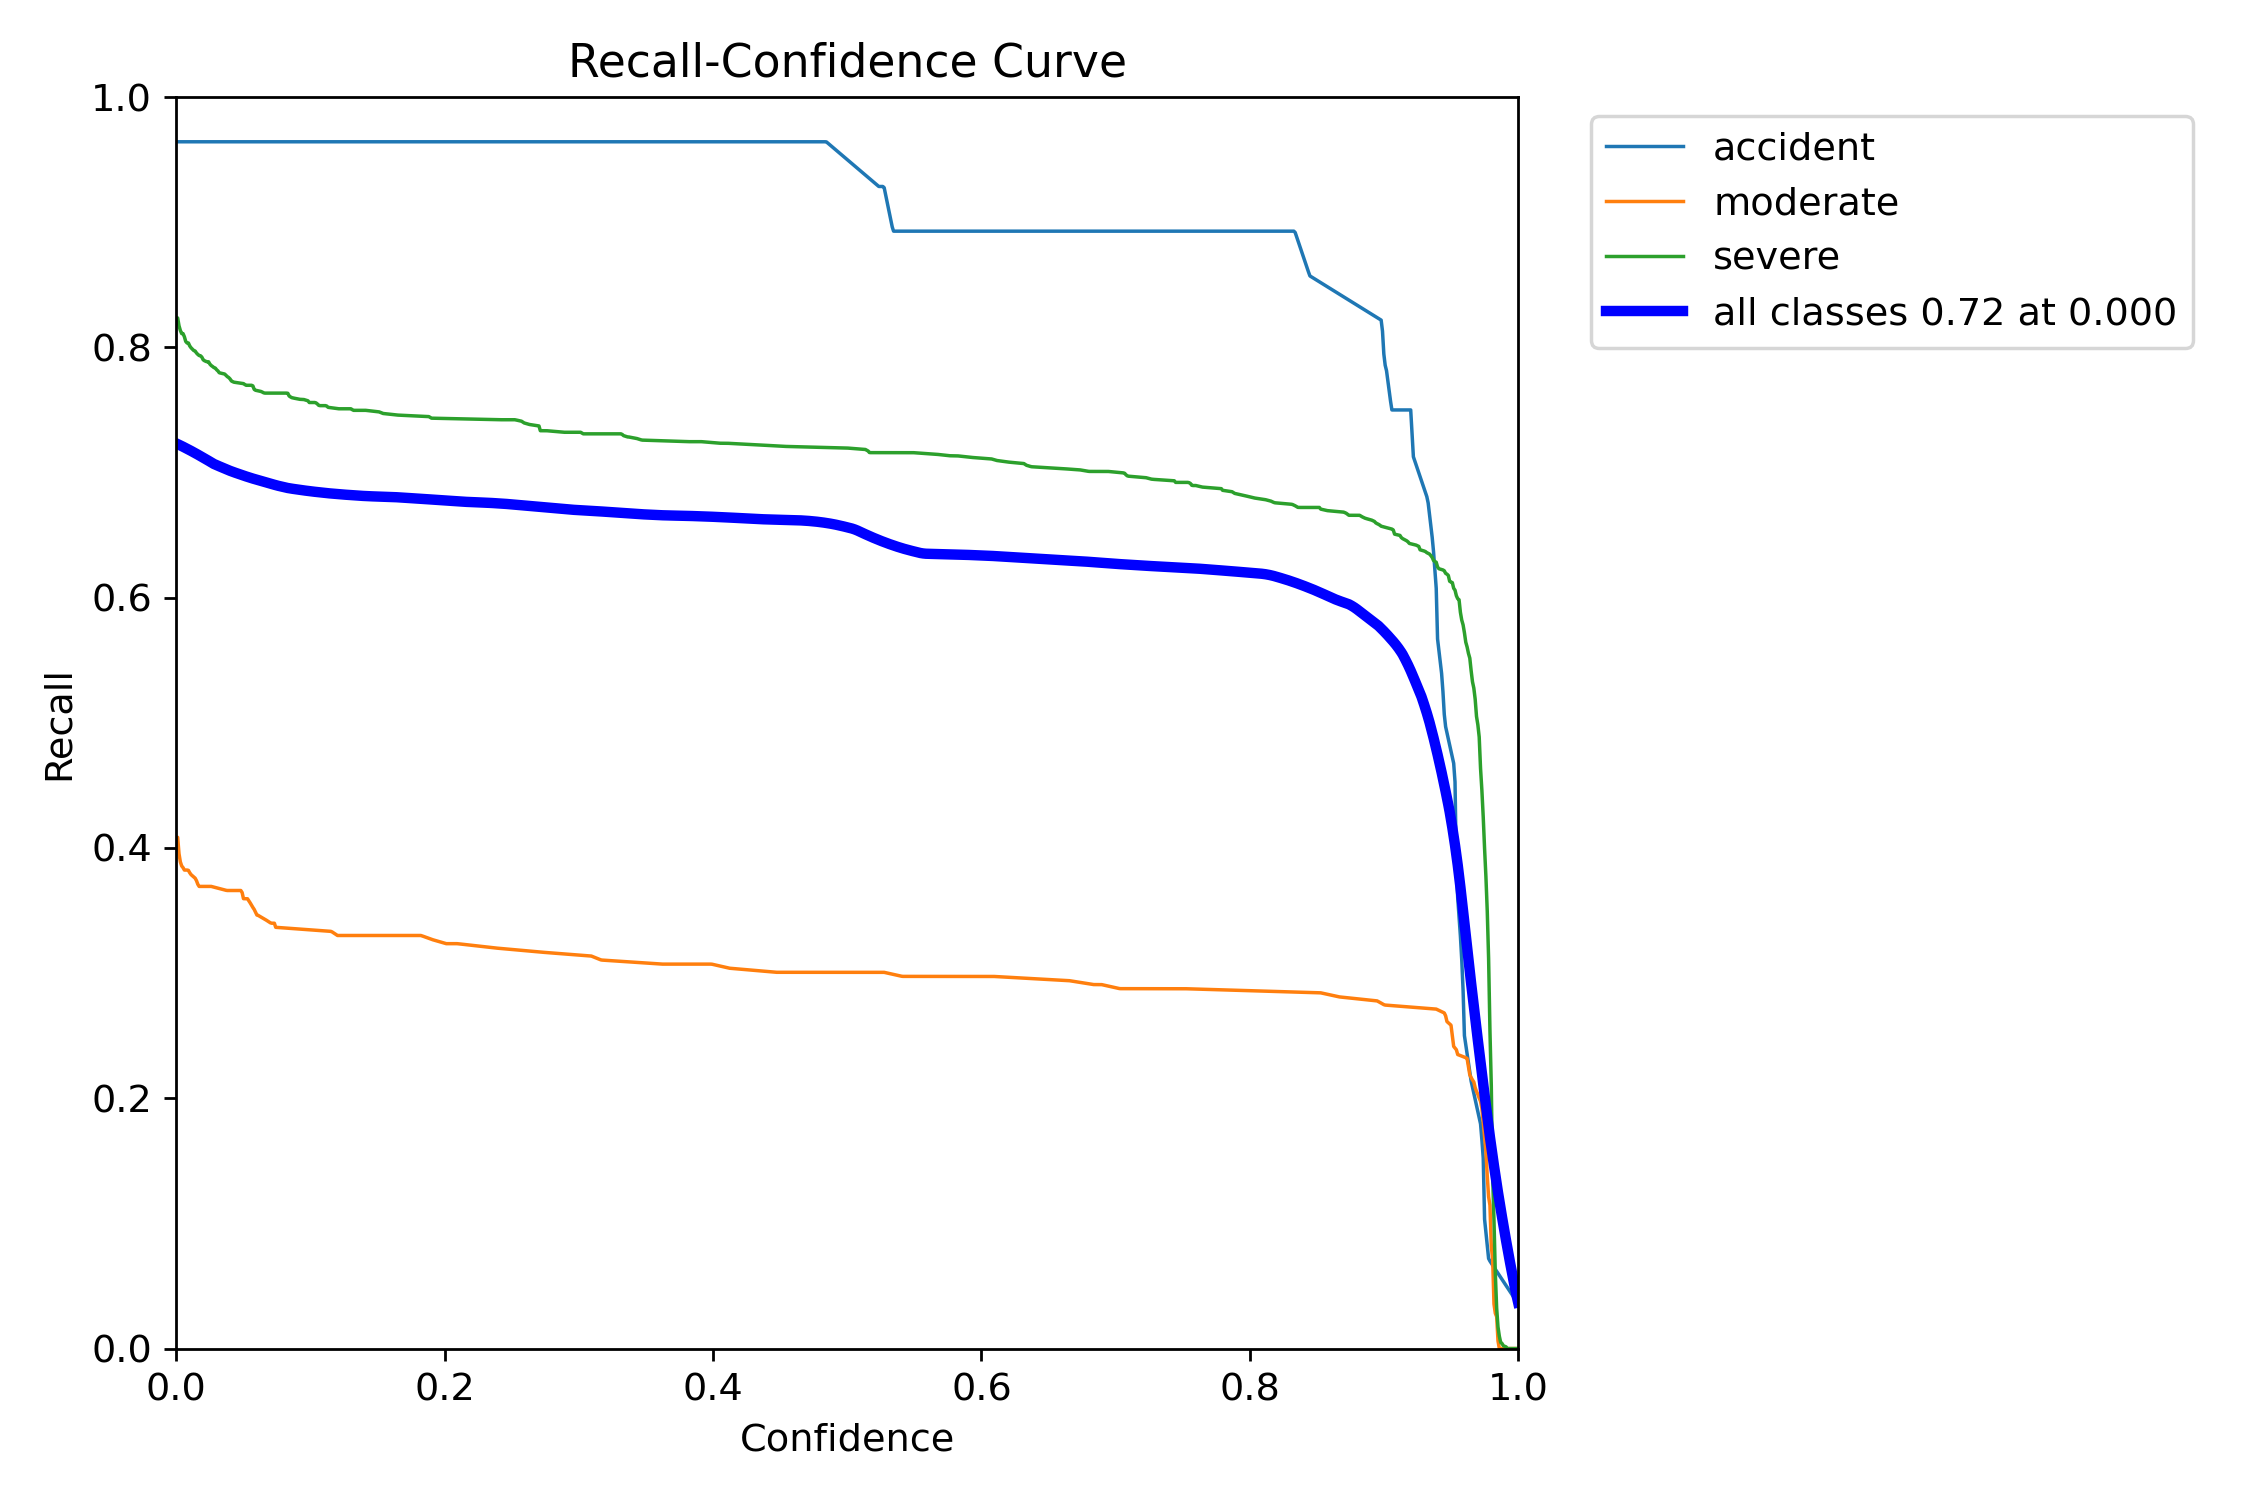 Recall-Confidence Curve
1.0
0.8
0.6
0.4
0.2
0.0
Recall
0.0 0.2 0.4 0.6 0.8 1.0
Confidence
accident
moderate
severe
all classes 0.72 at 0.000